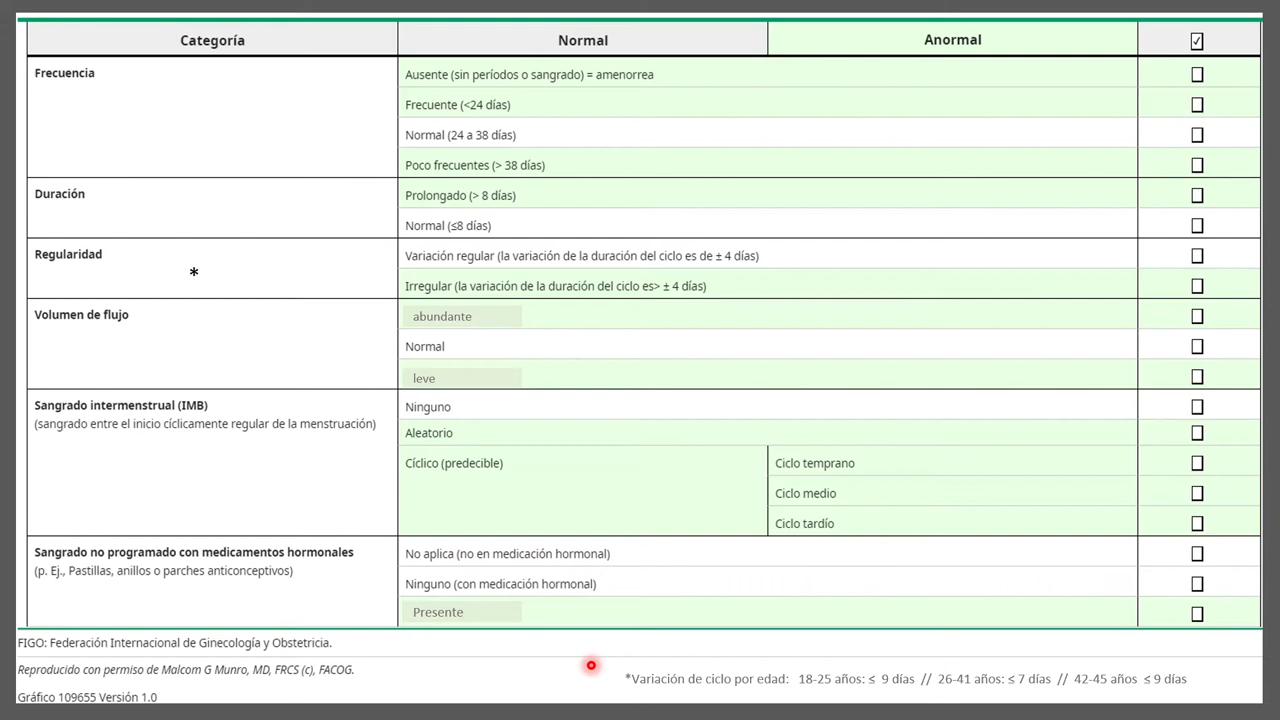 Categoría Normal Anormal ✓
Frecuencia
Ausente (sin períodos o sangrado) = amenorrea
Frecuente (<24 días)
Normal (24 a 38 días)
Poco frecuentes (> 38 días)
Duración
Prolongado (> 8 días)
Normal (≤8 días)
Regularidad
*
Variación regular (la variación de la duración del ciclo es de ± 4 días)
Irregular (la variación de la duración del ciclo es> ± 4 días)
Volumen de flujo
abundante
Normal
leve
Sangrado intermenstrual (IMB)
(sangrado entre el inicio cíclicamente regular de la menstruación)
Ninguno
Aleatorio
Cíclico (predecible)
Ciclo temprano
Ciclo medio
Ciclo tardío
Sangrado no programado con medicamentos hormonales
(p. Ej., Pastillas, anillos o parches anticonceptivos)
No aplica (no en medicación hormonal)
Ninguno (con medicación hormonal)
Presente
FIGO: Federación Internacional de Ginecología y Obstetricia.
Reproducido con permiso de Malcom G Munro, MD, FRCS (c), FACOG.
*Variación de ciclo por edad: 18-25 años: ≤ 9 días // 26-41 años: ≤ 7 días // 42-45 años ≤ 9 días
Gráfico 109655 Versión 1.0